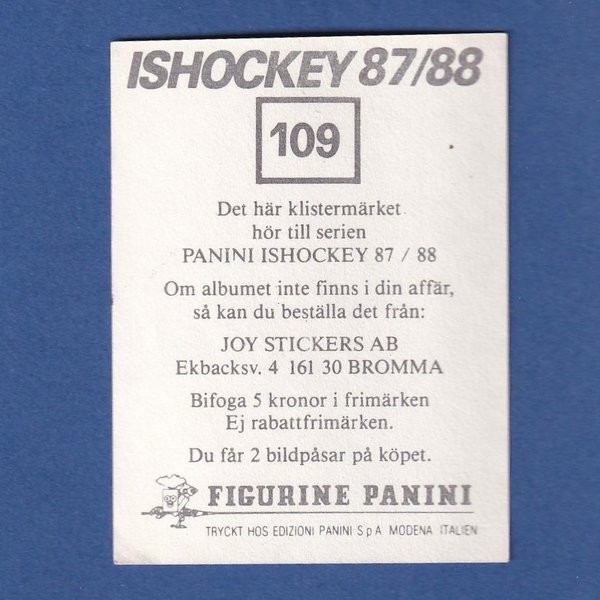 ISHOCKEY 87/88
109
Det här klistermärket
hör till serien
PANINI ISHOCKEY 87 / 88
Om albumet inte finns i din affär,
så kan du beställa det från:
JOY STICKERS AB
Ekbacksv. 4 161 30 BROMMA
Bifoga 5 kronor i frimärken
Ej rabattfrimärken.
Du får 2 bildpåsar på köpet.
FIGURINE PANINI
TRYCKT HOS EDIZIONI PANINI S p A MODENA ITALIEN